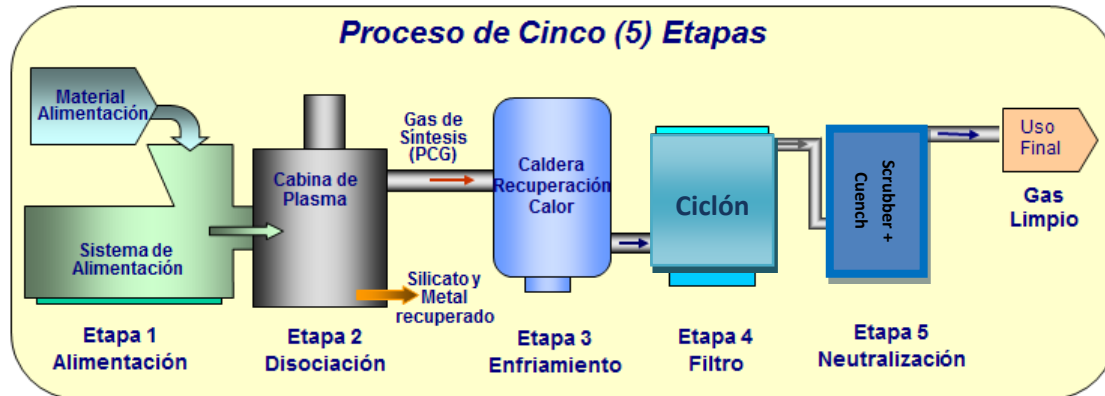 Proceso de Cinco (5) Etapas
Material
Alimentación
Sistema de
Alimentación
Cabina de
Plasma
Gas de
Síntesis
(PCG)
Silicato y
Metal
recuperado
Caldera
Recuperación
Calor
Ciclón
Scrubber +
Cuench
Uso
Final
Gas
Limpio
Etapa 1
Alimentación
Etapa 2
Disociación
Etapa 3
Enfriamiento
Etapa 4
Filtro
Etapa 5
Neutralización